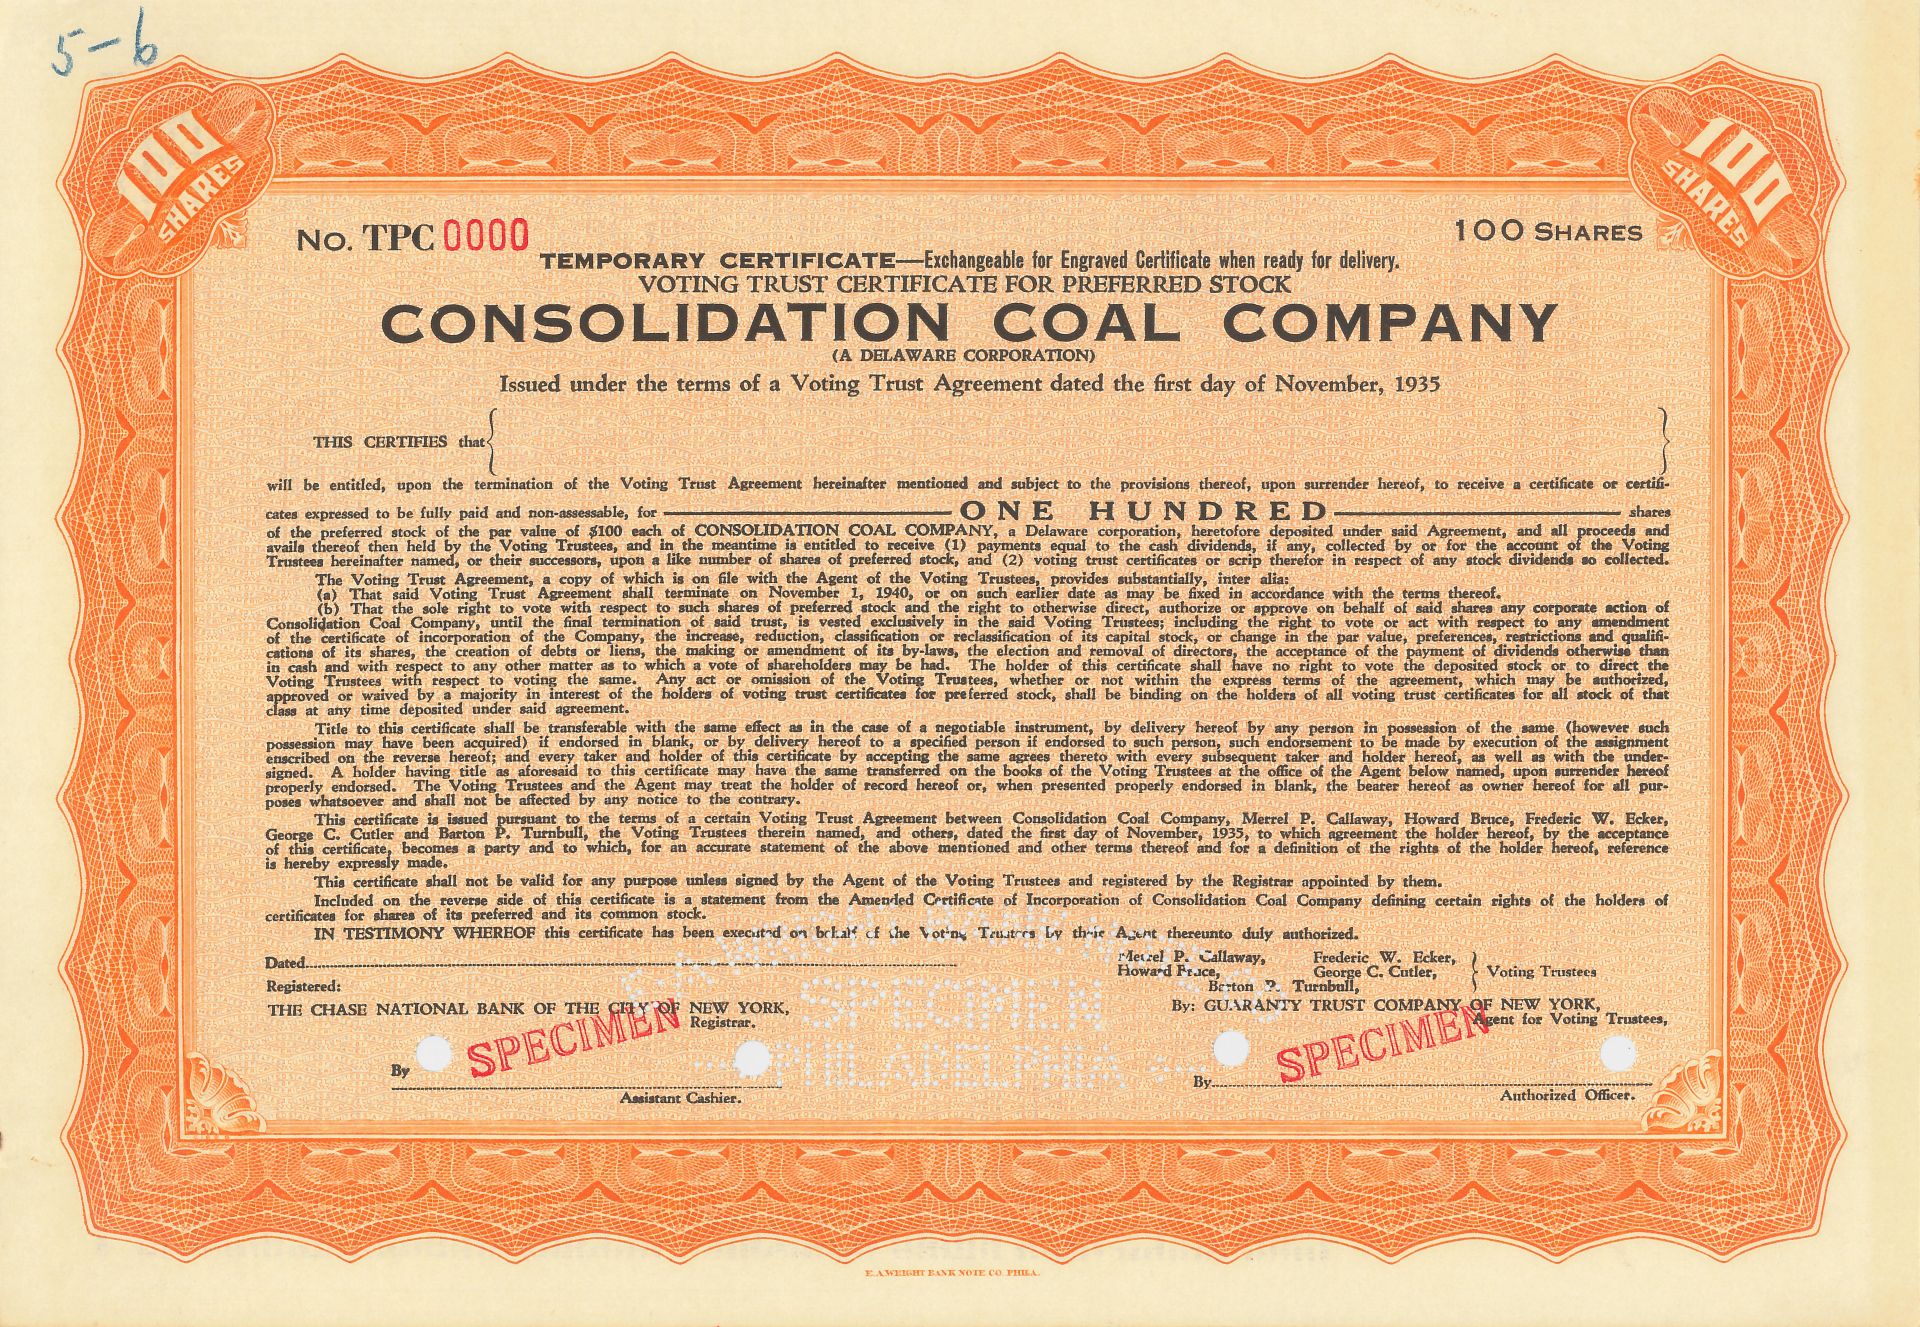 5-6
100
SHARES
100
SHARES
No. TPC 0000
100 SHARES
TEMPORARY CERTIFICATE—Exchangeable for Engraved Certificate when ready for delivery.
VOTING TRUST CERTIFICATE FOR PREFERRED STOCK
CONSOLIDATION COAL COMPANY
(A DELAWARE CORPORATION)
Issued under the terms of a Voting Trust Agreement dated the first day of November, 1935
THIS CERTIFIES that
will be entitled, upon the termination of the Voting Trust Agreement hereinafter mentioned and subject to the provisions thereof, upon surrender hereof, to receive a certificate or certifi-
cates expressed to be fully paid and non-assessable, for ONE HUNDRED shares
of the preferred stock of the par value of $100 each of CONSOLIDATION COAL COMPANY, a Delaware corporation, heretofore deposited under said Agreement, and all proceeds and
avails thereof then held by the Voting Trustees, and in the meantime is entitled to receive (1) payments equal to the cash dividends, if any, collected by or for the account of the Voting
Trustees hereinafter named, or their successors, upon a like number of shares of preferred stock, and (2) voting trust certificates or scrip therefor in respect of any stock dividends so collected.
The Voting Trust Agreement, a copy of which is on file with the Agent of the Voting Trustees, provides substantially, inter alia:
(a) That said Voting Trust Agreement shall terminate on November 1, 1940, or on such earlier date as may be fixed in accordance with the terms thereof.
(b) That the sole right to vote with respect to such shares of preferred stock and the right to otherwise direct, authorize or approve on behalf of said shares any corporate action of
Consolidation Coal Company, until the final termination of said trust, is vested exclusively in the said Voting Trustees; including the right to vote or act with respect to any amendment
of the certificate of incorporation of the Company, the increase, reduction, classification or reclassification of its capital stock, or change in the par value, preferences, restrictions and qualifi-
cations of its shares, the creation of debts or liens, the making or amendment of its by-laws, the election and removal of directors, the acceptance of the payment of dividends otherwise than
in cash and with respect to any other matter as to which a vote of shareholders may be had. The holder of this certificate shall have no right to vote the deposited stock or to direct the
Voting Trustees with respect to voting the same. Any act or omission of the Voting Trustees, whether or not within the express terms of the agreement, which may be authorized,
approved or waived by a majority in interest of the holders of voting trust certificates for preferred stock, shall be binding on the holders of all voting trust certificates for all stock of that
class at any time deposited under said agreement.
Title to this certificate shall be transferable with the same effect as in the case of a negotiable instrument, by delivery hereof by any person in possession of the same (however such
possession may have been acquired) if endorsed in blank, or by delivery hereof to a specified person if endorsed to such person, such endorsement to be made by execution of the assignment
enscribed on the reverse hereof; and every taker and holder of this certificate by accepting the same agrees thereto with every subsequent taker and holder hereof, as well as with the under-
signed. A holder having title as aforesaid to this certificate may have the same transferred on the books of the Voting Trustees at the office of the Agent below named, upon surrender hereof
properly endorsed. The Voting Trustees and the Agent may treat the holder of record hereof or, when presented properly endorsed in blank, the bearer hereof as owner hereof for all pur-
poses whatsoever and shall not be affected by any notice to the contrary.
This certificate is issued pursuant to the terms of a certain Voting Trust Agreement between Consolidation Coal Company, Merrel P. Callaway, Howard Bruce, Frederic W. Ecker,
George C. Cutler and Barton P. Turnbull, the Voting Trustees therein named, and others, dated the first day of November, 1935, to which agreement the holder hereof, by the acceptance
of this certificate, becomes a party and to which, for an accurate statement of the above mentioned and other terms thereof and for a definition of the rights of the holder hereof, reference
is hereby expressly made.
This certificate shall not be valid for any purpose unless signed by the Agent of the Voting Trustees and registered by the Registrar appointed by them.
Included on the reverse side of this certificate is a statement from the Amended Certificate of Incorporation of Consolidation Coal Company defining certain rights of the holders of
certificates for shares of its preferred and its common stock.
IN TESTIMONY WHEREOF this certificate has been executed on behalf of the Voting Trustees by their Agent thereunto duly authorized.
Dated
Merrel P. Callaway, Frederic W. Ecker,
Howard Bruce, George C. Cutler,
Barton P. Turnbull,
Voting Trustees
Registered:
THE CHASE NATIONAL BANK OF THE CITY OF NEW YORK,
Registrar.
By: GUARANTY TRUST COMPANY OF NEW YORK,
Agent for Voting Trustees,
SPECIMEN
SPECIMEN
SPECIMEN
PHILADELPHIA
By
Assistant Cashier.
By
Authorized Officer.
E. A. WRIGHT BANK NOTE CO. PHILA.